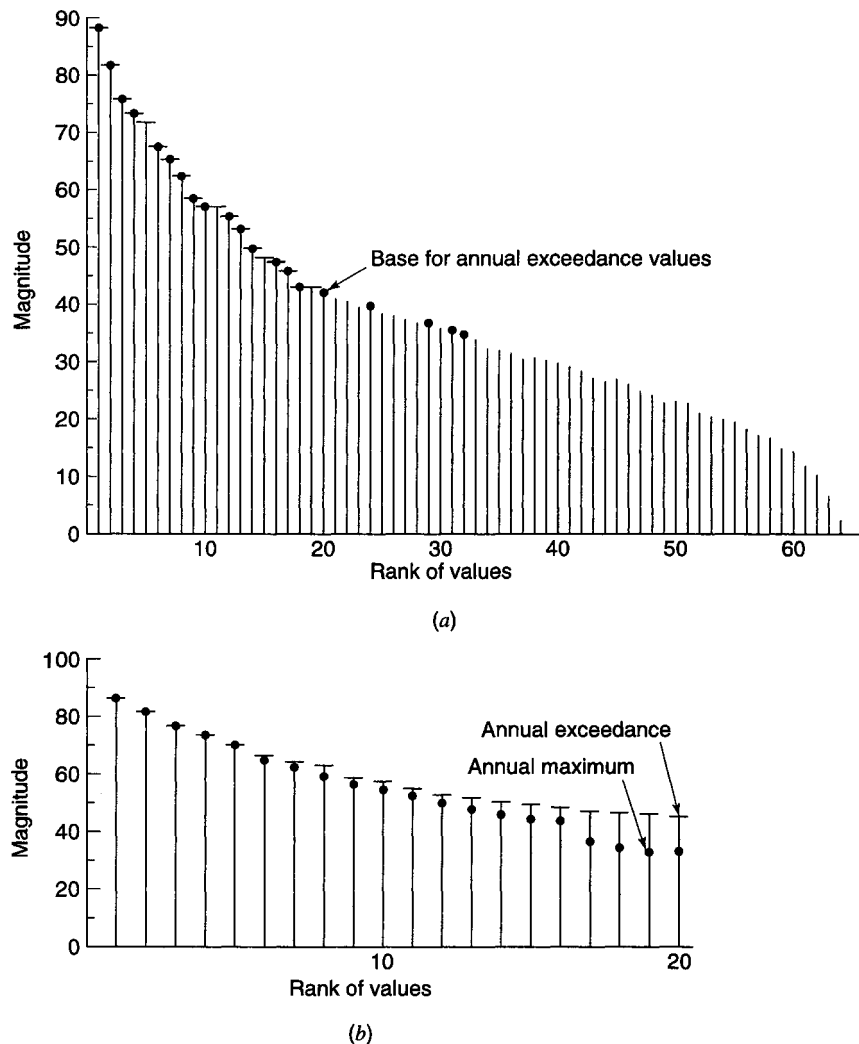 90
80
70
60
50
40
30
20
10
0
Magnitude
Base for annual exceedance values
10 20 30 40 50 60
Rank of values
(a)
100
80
60
40
20
0
Magnitude
Annual exceedance
Annual maximum
10 20
Rank of values
(b)